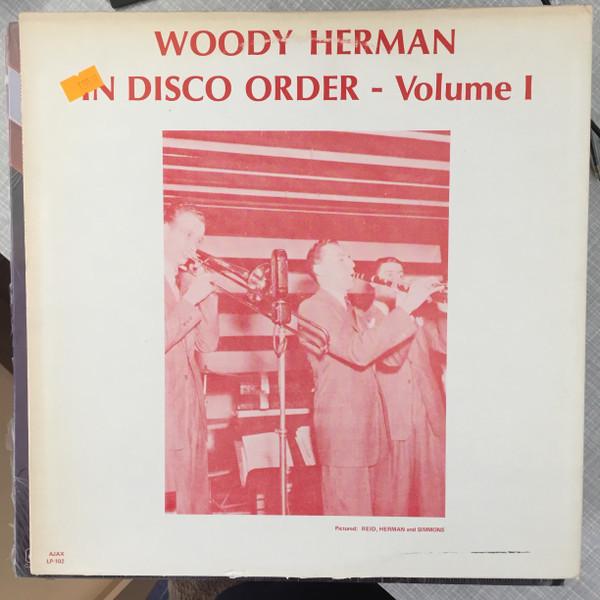 WOODY HERMAN
IN DISCO ORDER - Volume I
Pictured: REID, HERMAN and SIMMONS
AJAX
LP-102